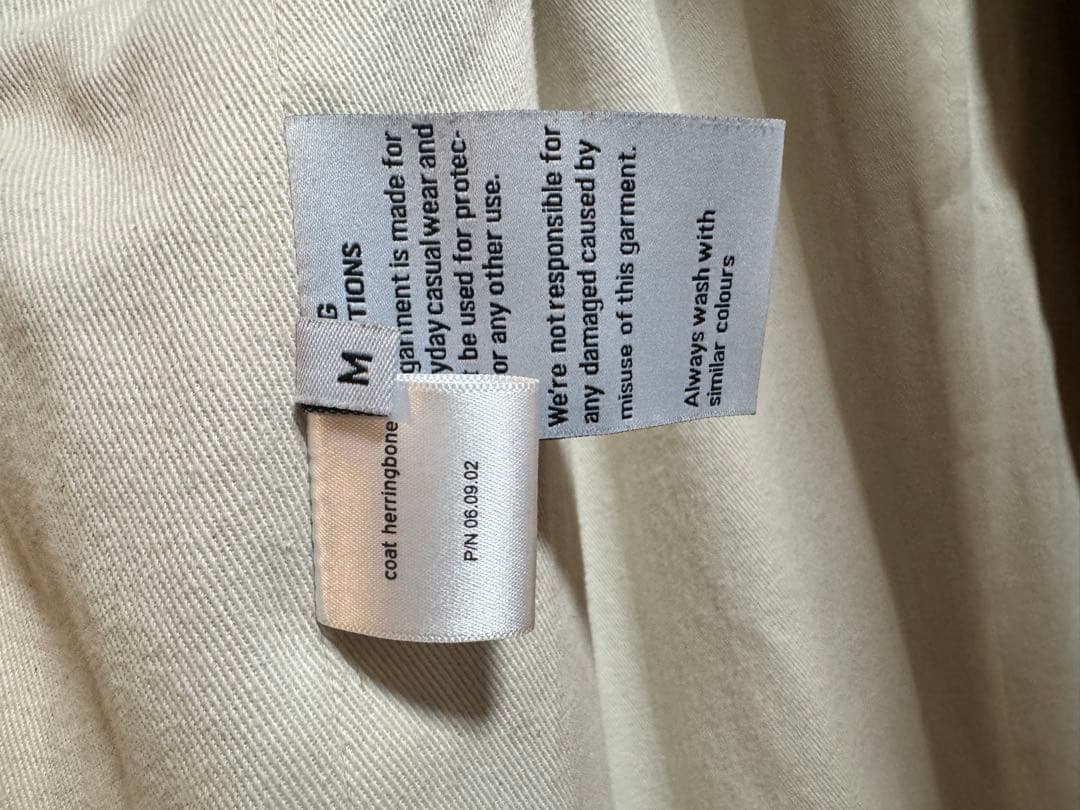 G
TIONS
M
garment is made for
yday casual wear and
be used for protec-
or any other use.
We're not responsible for
any damaged caused by
misuse of this garment.
Always wash with
similar colours
coat herringbone
P/N 06.09.02